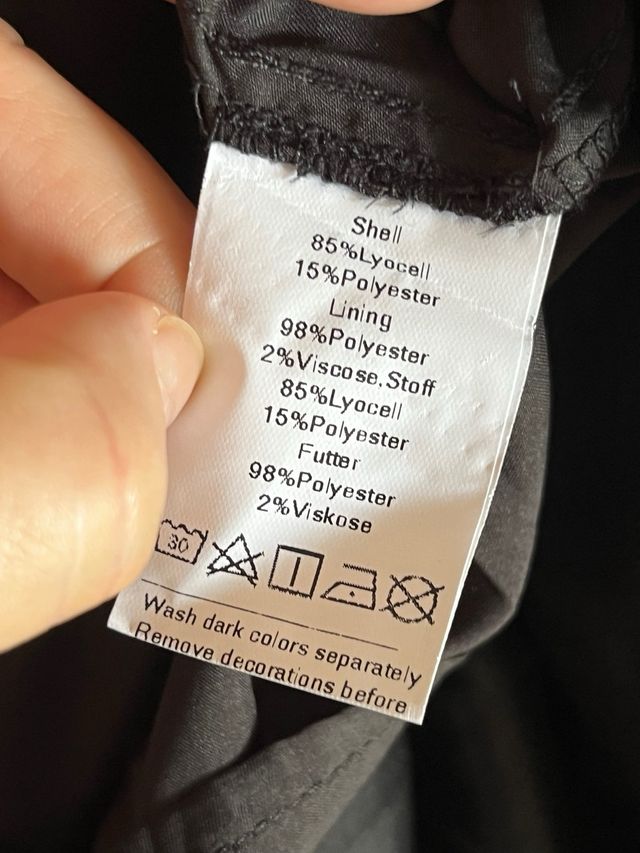 Shell
85%Lyocell
15%Polyester
Lining
98%Polyester
2%Viscose,Stoff
85%Lyocell
15%Polyester
Futter
98%Polyester
2%Viskose
30
Wash dark colors separately
Remove decorations before